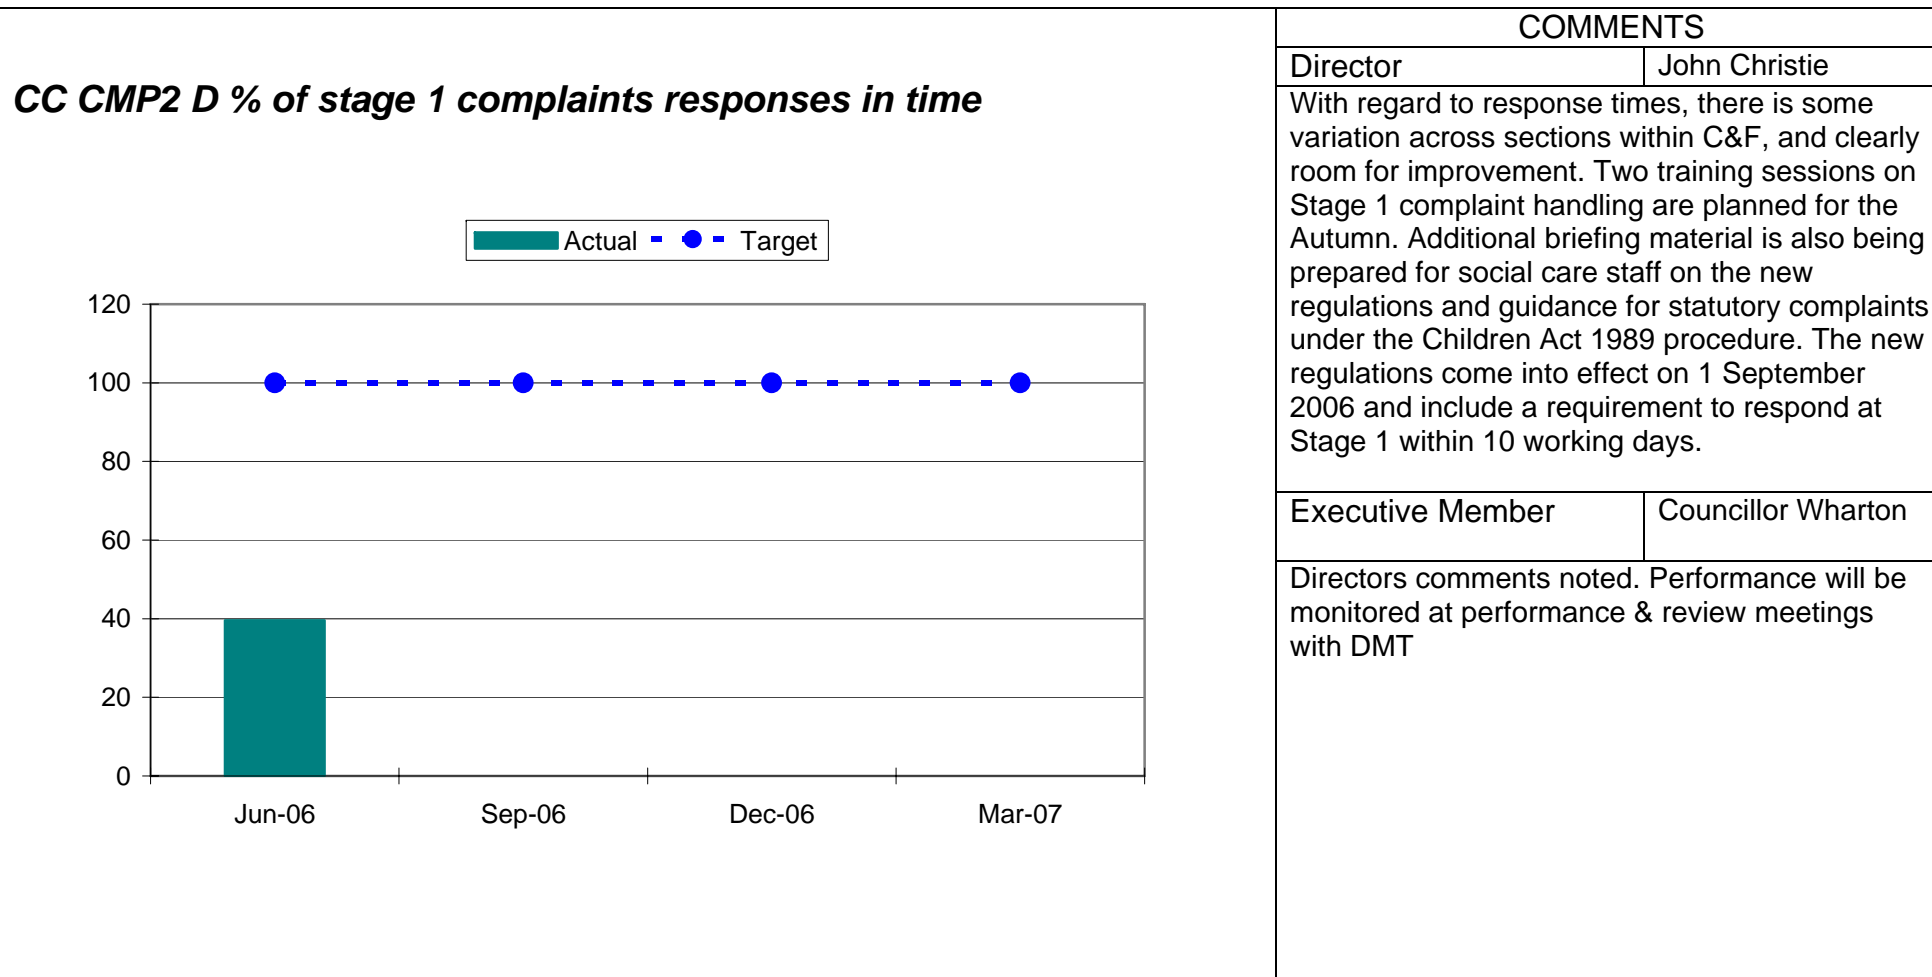 CC CMP2 D % of stage 1 complaints responses in time
Actual Target
120
100
80
60
40
20
0
Jun-06 Sep-06 Dec-06 Mar-07
COMMENTS
Director John Christie
With regard to response times, there is some
variation across sections within C&F, and clearly
room for improvement. Two training sessions on
Stage 1 complaint handling are planned for the
Autumn. Additional briefing material is also being
prepared for social care staff on the new
regulations and guidance for statutory complaints
under the Children Act 1989 procedure. The new
regulations come into effect on 1 September
2006 and include a requirement to respond at
Stage 1 within 10 working days.
Executive Member Councillor Wharton
Directors comments noted. Performance will be
monitored at performance & review meetings
with DMT